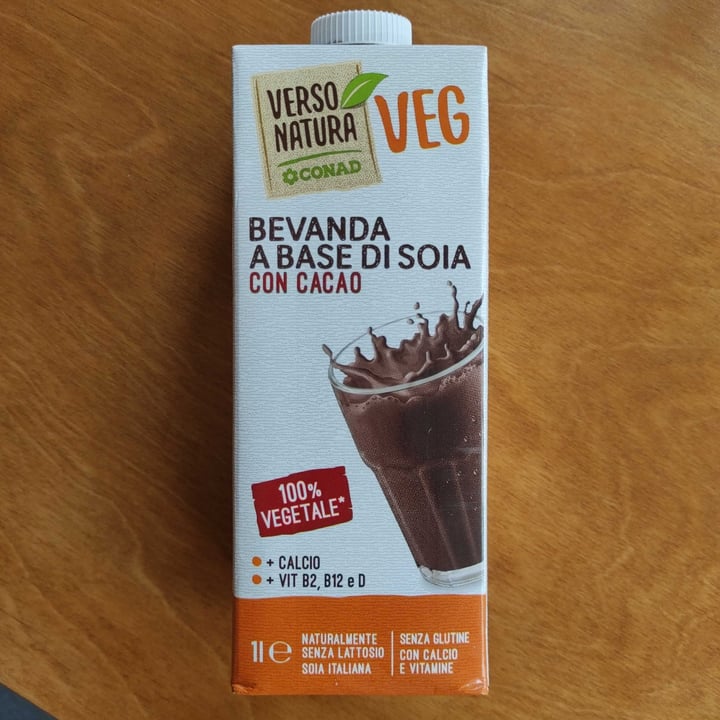 VERSO
NATURA
CONAD
VEG
BEVANDA
A BASE DI SOIA
CON CACAO
100%
VEGETALE*
+ CALCIO
+ VIT B2, B12 e D
1l e
NATURALMENTE
SENZA LATTOSIO
SOIA ITALIANA
SENZA GLUTINE
CON CALCIO
E VITAMINE